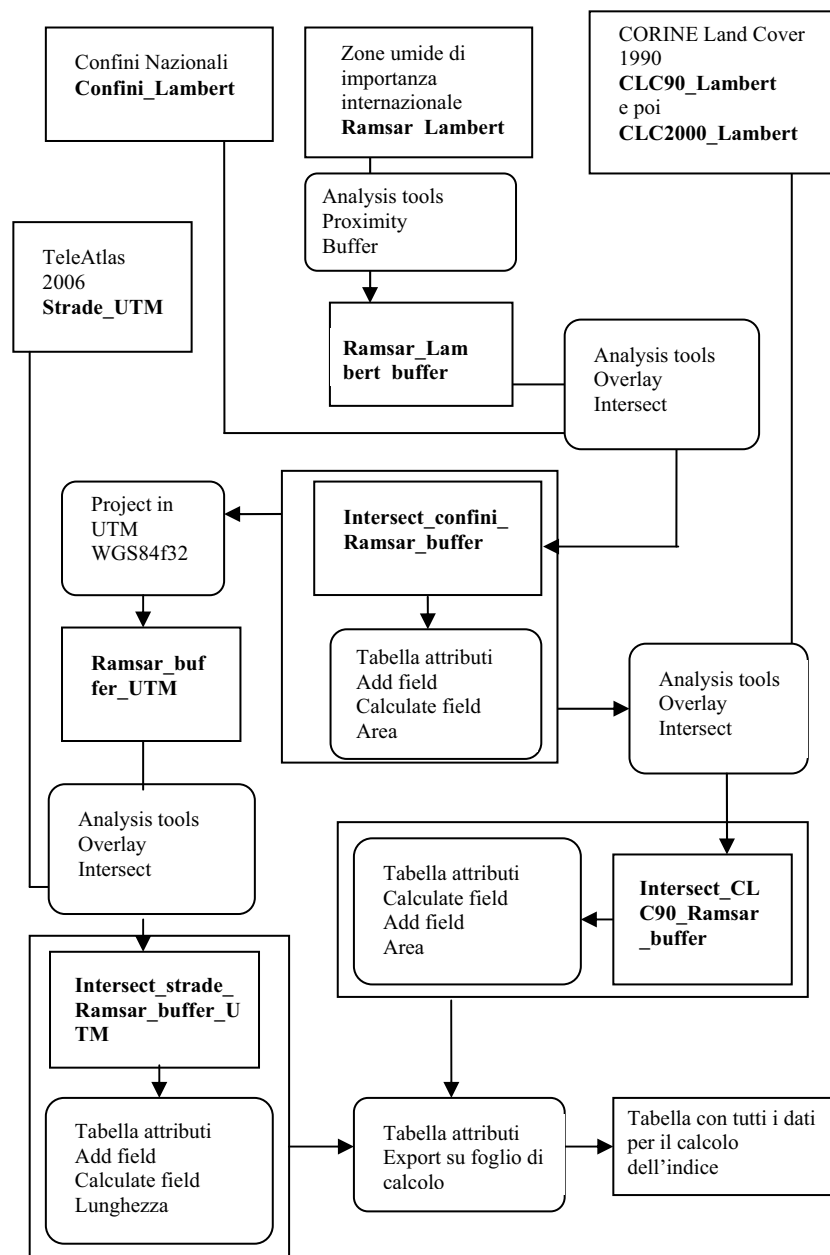 Confini Nazionali
Confini_Lambert
Zone umide di
importanza
internazionale
Ramsar Lambert
CORINE Land Cover
1990
CLC90_Lambert
e poi
CLC2000_Lambert
Analysis tools
Proximity
Buffer
TeleAtlas
2006
Strade_UTM
Ramsar_Lam
bert buffer
Analysis tools
Overlay
Intersect
Project in
UTM
WGS84f32
Intersect_confini_
Ramsar_buffer
Ramsar_buf
fer_UTM
Tabella attributi
Add field
Calculate field
Area
Analysis tools
Overlay
Intersect
Analysis tools
Overlay
Intersect
Tabella attributi
Calculate field
Add field
Area
Intersect_CL
C90_Ramsar
_buffer
Intersect_strade_
Ramsar_buffer_U
TM
Tabella attributi
Add field
Calculate field
Lunghezza
Tabella attributi
Export su foglio di
calcolo
Tabella con tutti i dati
per il calcolo
dell’indice